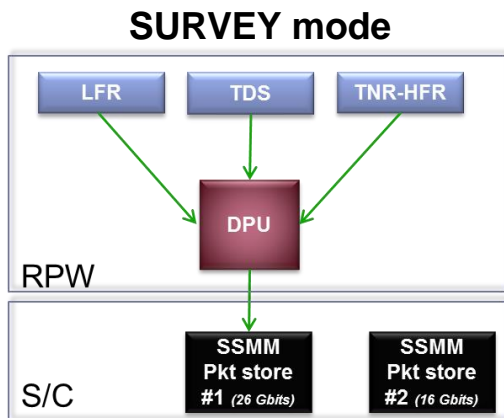 SURVEY mode
LFR
TDS
TNR-HFR
DPU
RPW
SSMM
Pkt store
#1 (26 Gbits)
SSMM
Pkt store
#2 (16 Gbits)
S/C